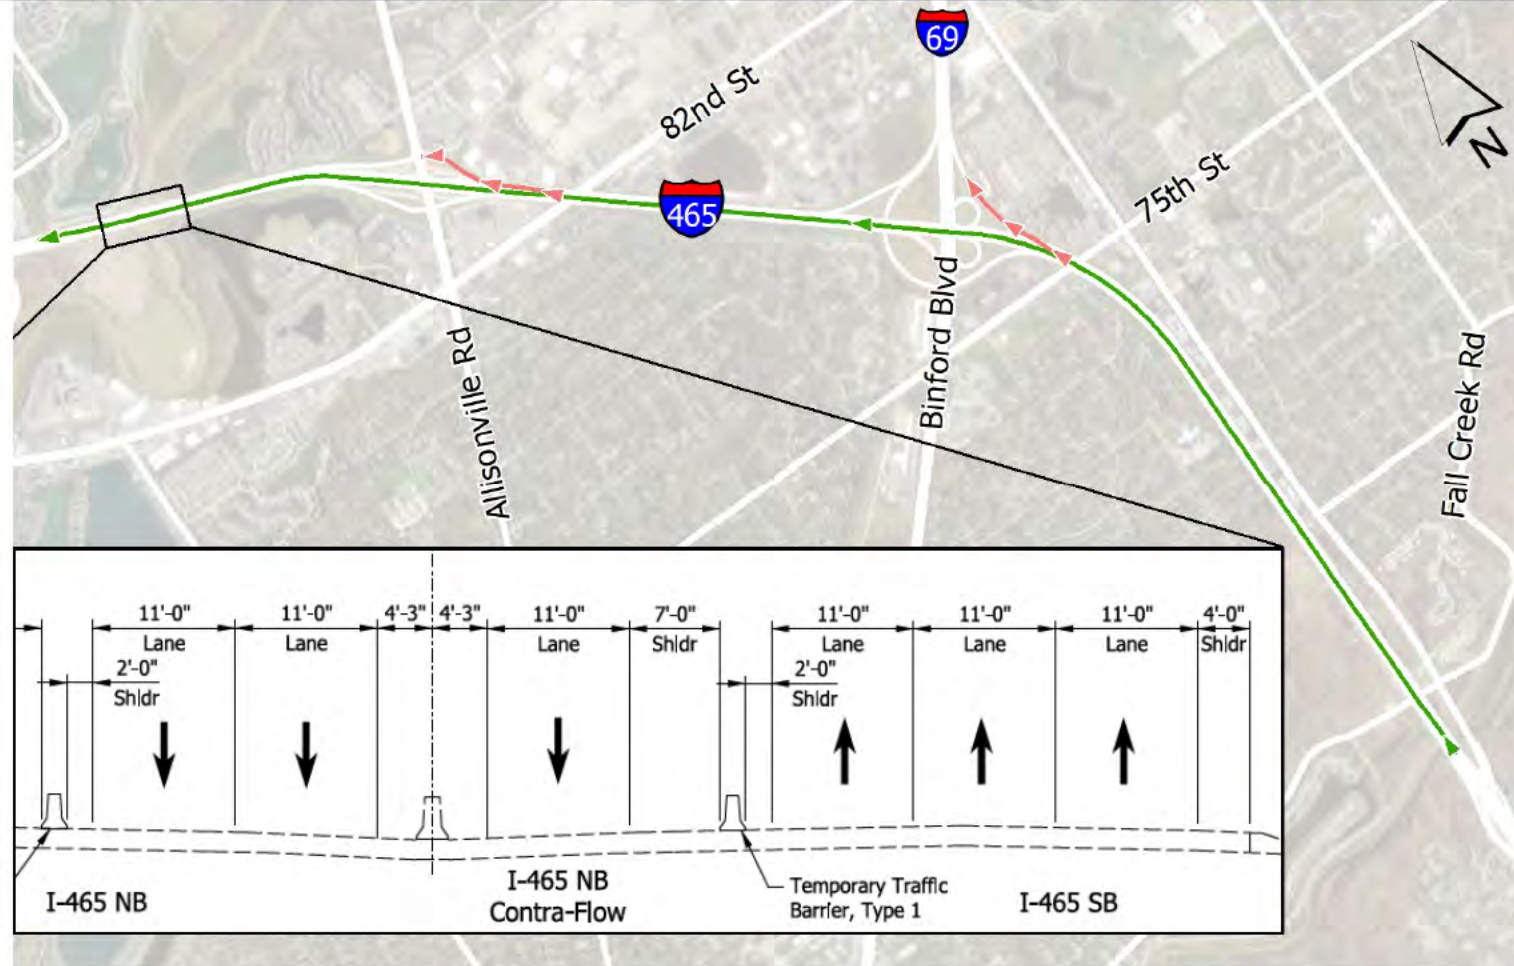 69
82nd St
N
75th St
465
Binford Blvd
Allisonville Rd
Fall Creek Rd
11'-0"
11'-0"
4'-3"
4'-3"
11'-0"
7'-0"
11'-0"
11'-0"
11'-0"
4'-0"
Lane
Lane
Lane
Shldr
Lane
Lane
Lane
Shldr
2'-0"
Shldr
2'-0"
Shldr
I-465 NB
I-465 NB
Contra-Flow
Temporary Traffic
Barrier, Type 1
I-465 SB